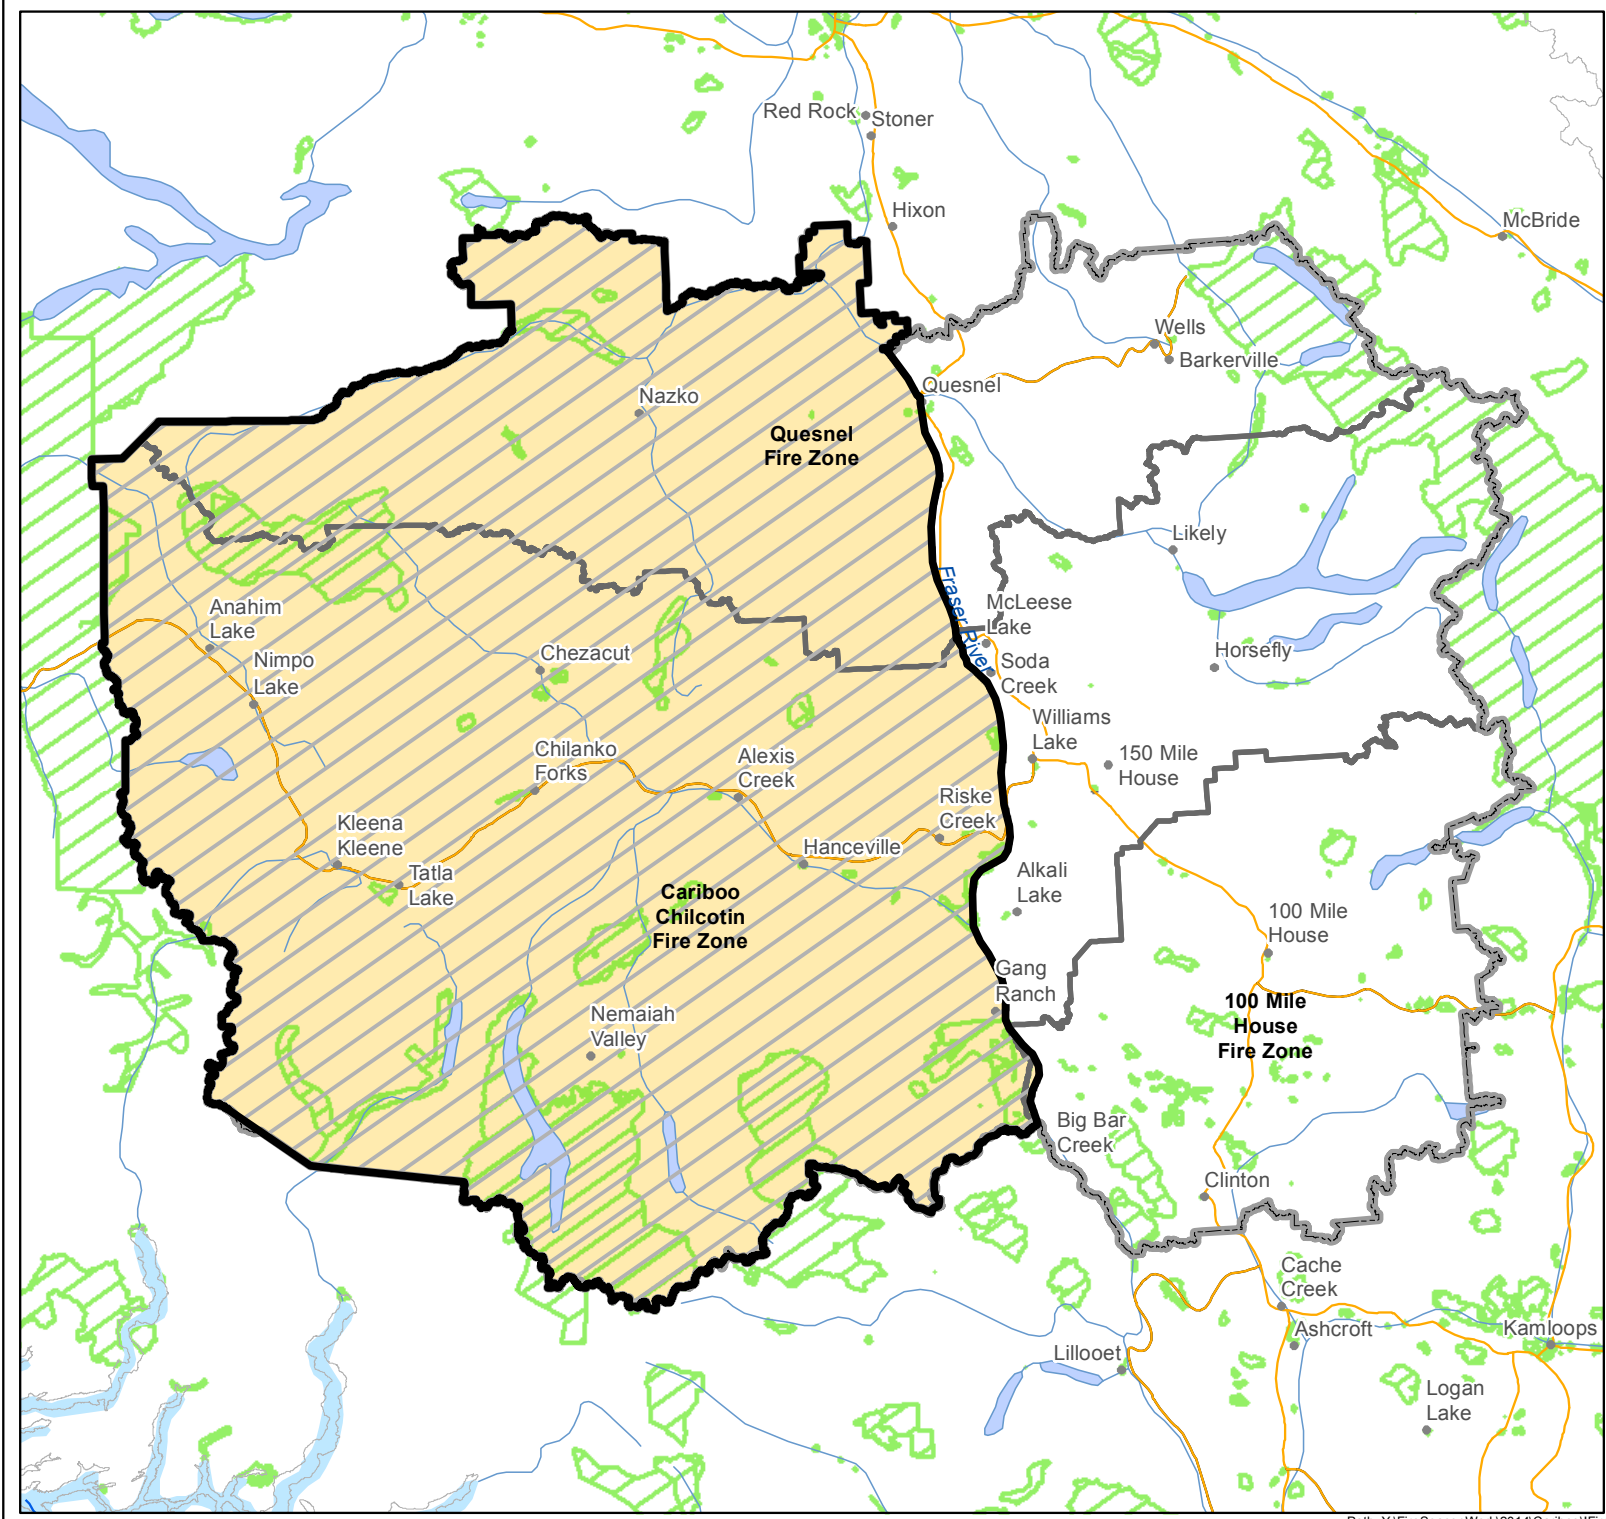 Red Rock
Stoner
Hixon
McBride
Wells
Barkerville
Quesnel
Nazko
Quesnel
Fire Zone
Likely
Fraser River
McLeese
Lake
Anahim
Lake
Nimpo
Lake
Chezacut
Soda
Creek
Horsefly
Williams
Lake
150 Mile
House
Chilanko
Forks
Alexis
Creek
Riske
Creek
Kleena
Kleene
Hanceville
Tatla
Lake
Alkali
Lake
Cariboo
Chilcotin
Fire Zone
100 Mile
House
Gang
Ranch
100 Mile
House
Fire Zone
Nemaiah
Valley
Big Bar
Creek
Clinton
Cache
Creek
Ashcroft
Kamloops
Lillooet
Logan
Lake